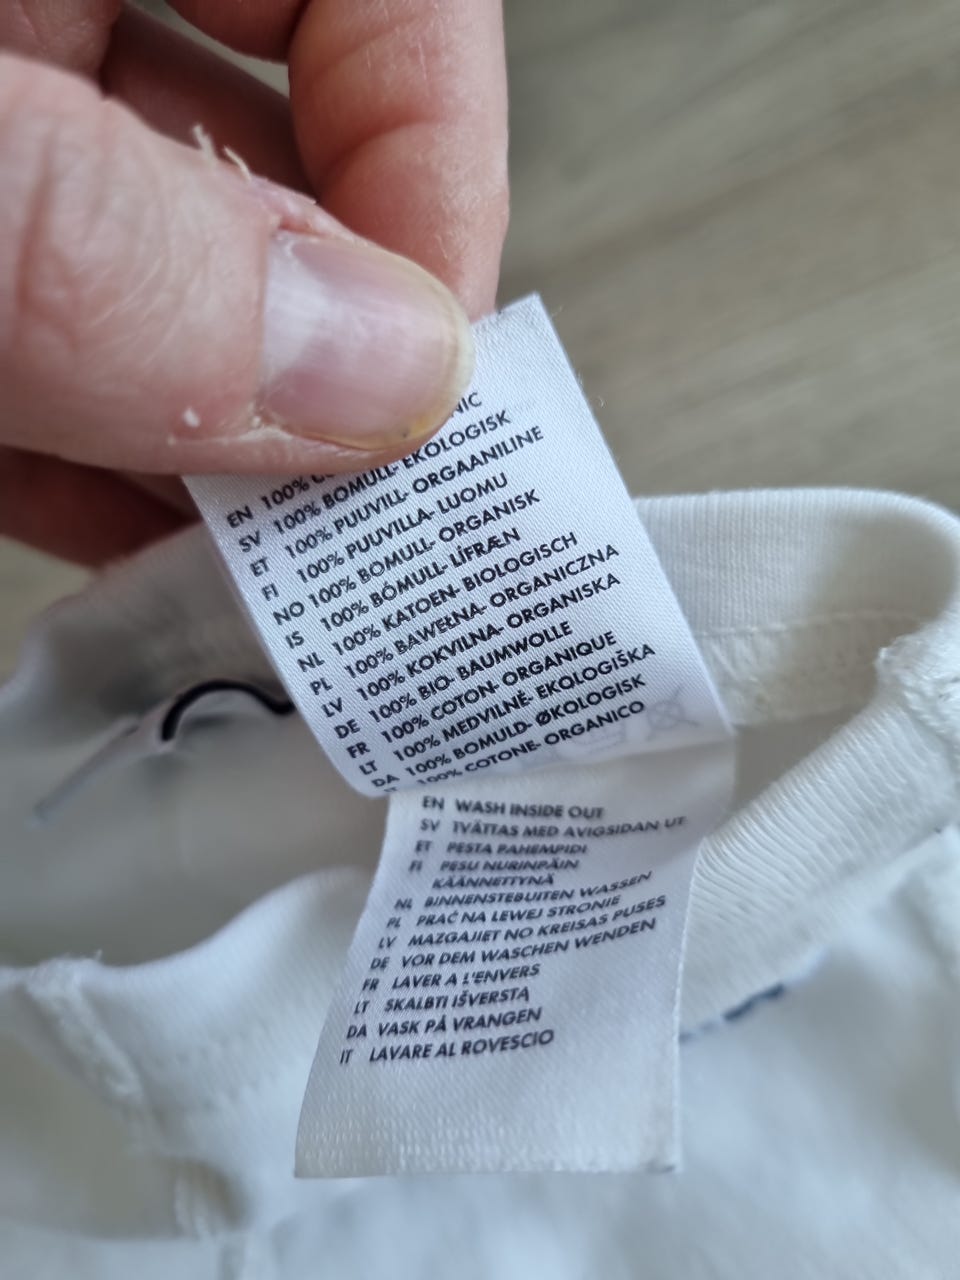 EN 100%
SV 100% BOMULL- EKOLOGISK
ET 100% PUUVILL- ORGAANILINE
FI 100% PUUVILLA- LUOMU
NO 100% BOMULL- ORGANISK
IS 100% BÓMULL- LÍFRÆN
NL 100% KATOEN- BIOLOGISCH
PL 100% BAWEŁNA- ORGANICZNA
LV 100% KOKVILNA- ORGANISKA
DE 100% BIO- BAUMWOLLE
FR 100% COTON- ORGANIQUE
LT 100% MEDVILNĖ- EKOLOGIŠKA
DA 100% BOMULD- ØKOLOGISK
100% COTONE- ORGANICO
EN WASH INSIDE OUT
SV TVÄTTAS MED AVIGSIDAN UT
ET PESTA PAHEMPIDI
FI PESU NURINPÄIN
KÄÄNNETTYNÄ
NL BINNENSTEBUITEN WASSEN
PL PRAĆ NA LEWEJ STRONIE
LV MAZGAJIET NO KREISAS PUSES
DE VOR DEM WASCHEN WENDEN
FR LAVER A L'ENVERS
LT SKALBTI IŠVERSTĄ
DA VASK PÅ VRANGEN
IT LAVARE AL ROVESCIO